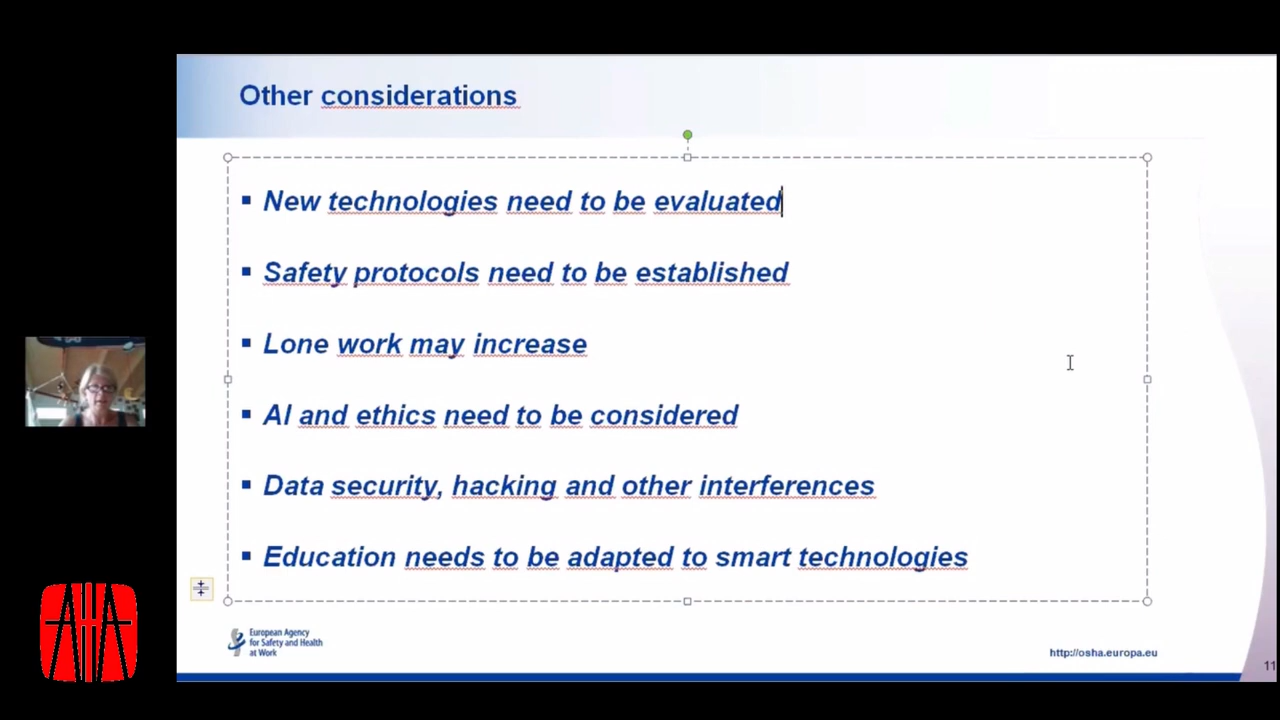 Other considerations
New technologies need to be evaluated
Safety protocols need to be established
Lone work may increase
AI and ethics need to be considered
Data security, hacking and other interferences
Education needs to be adapted to smart technologies
European Agency
for Safety and Health
at Work
http://osha.europa.eu
11
AHA